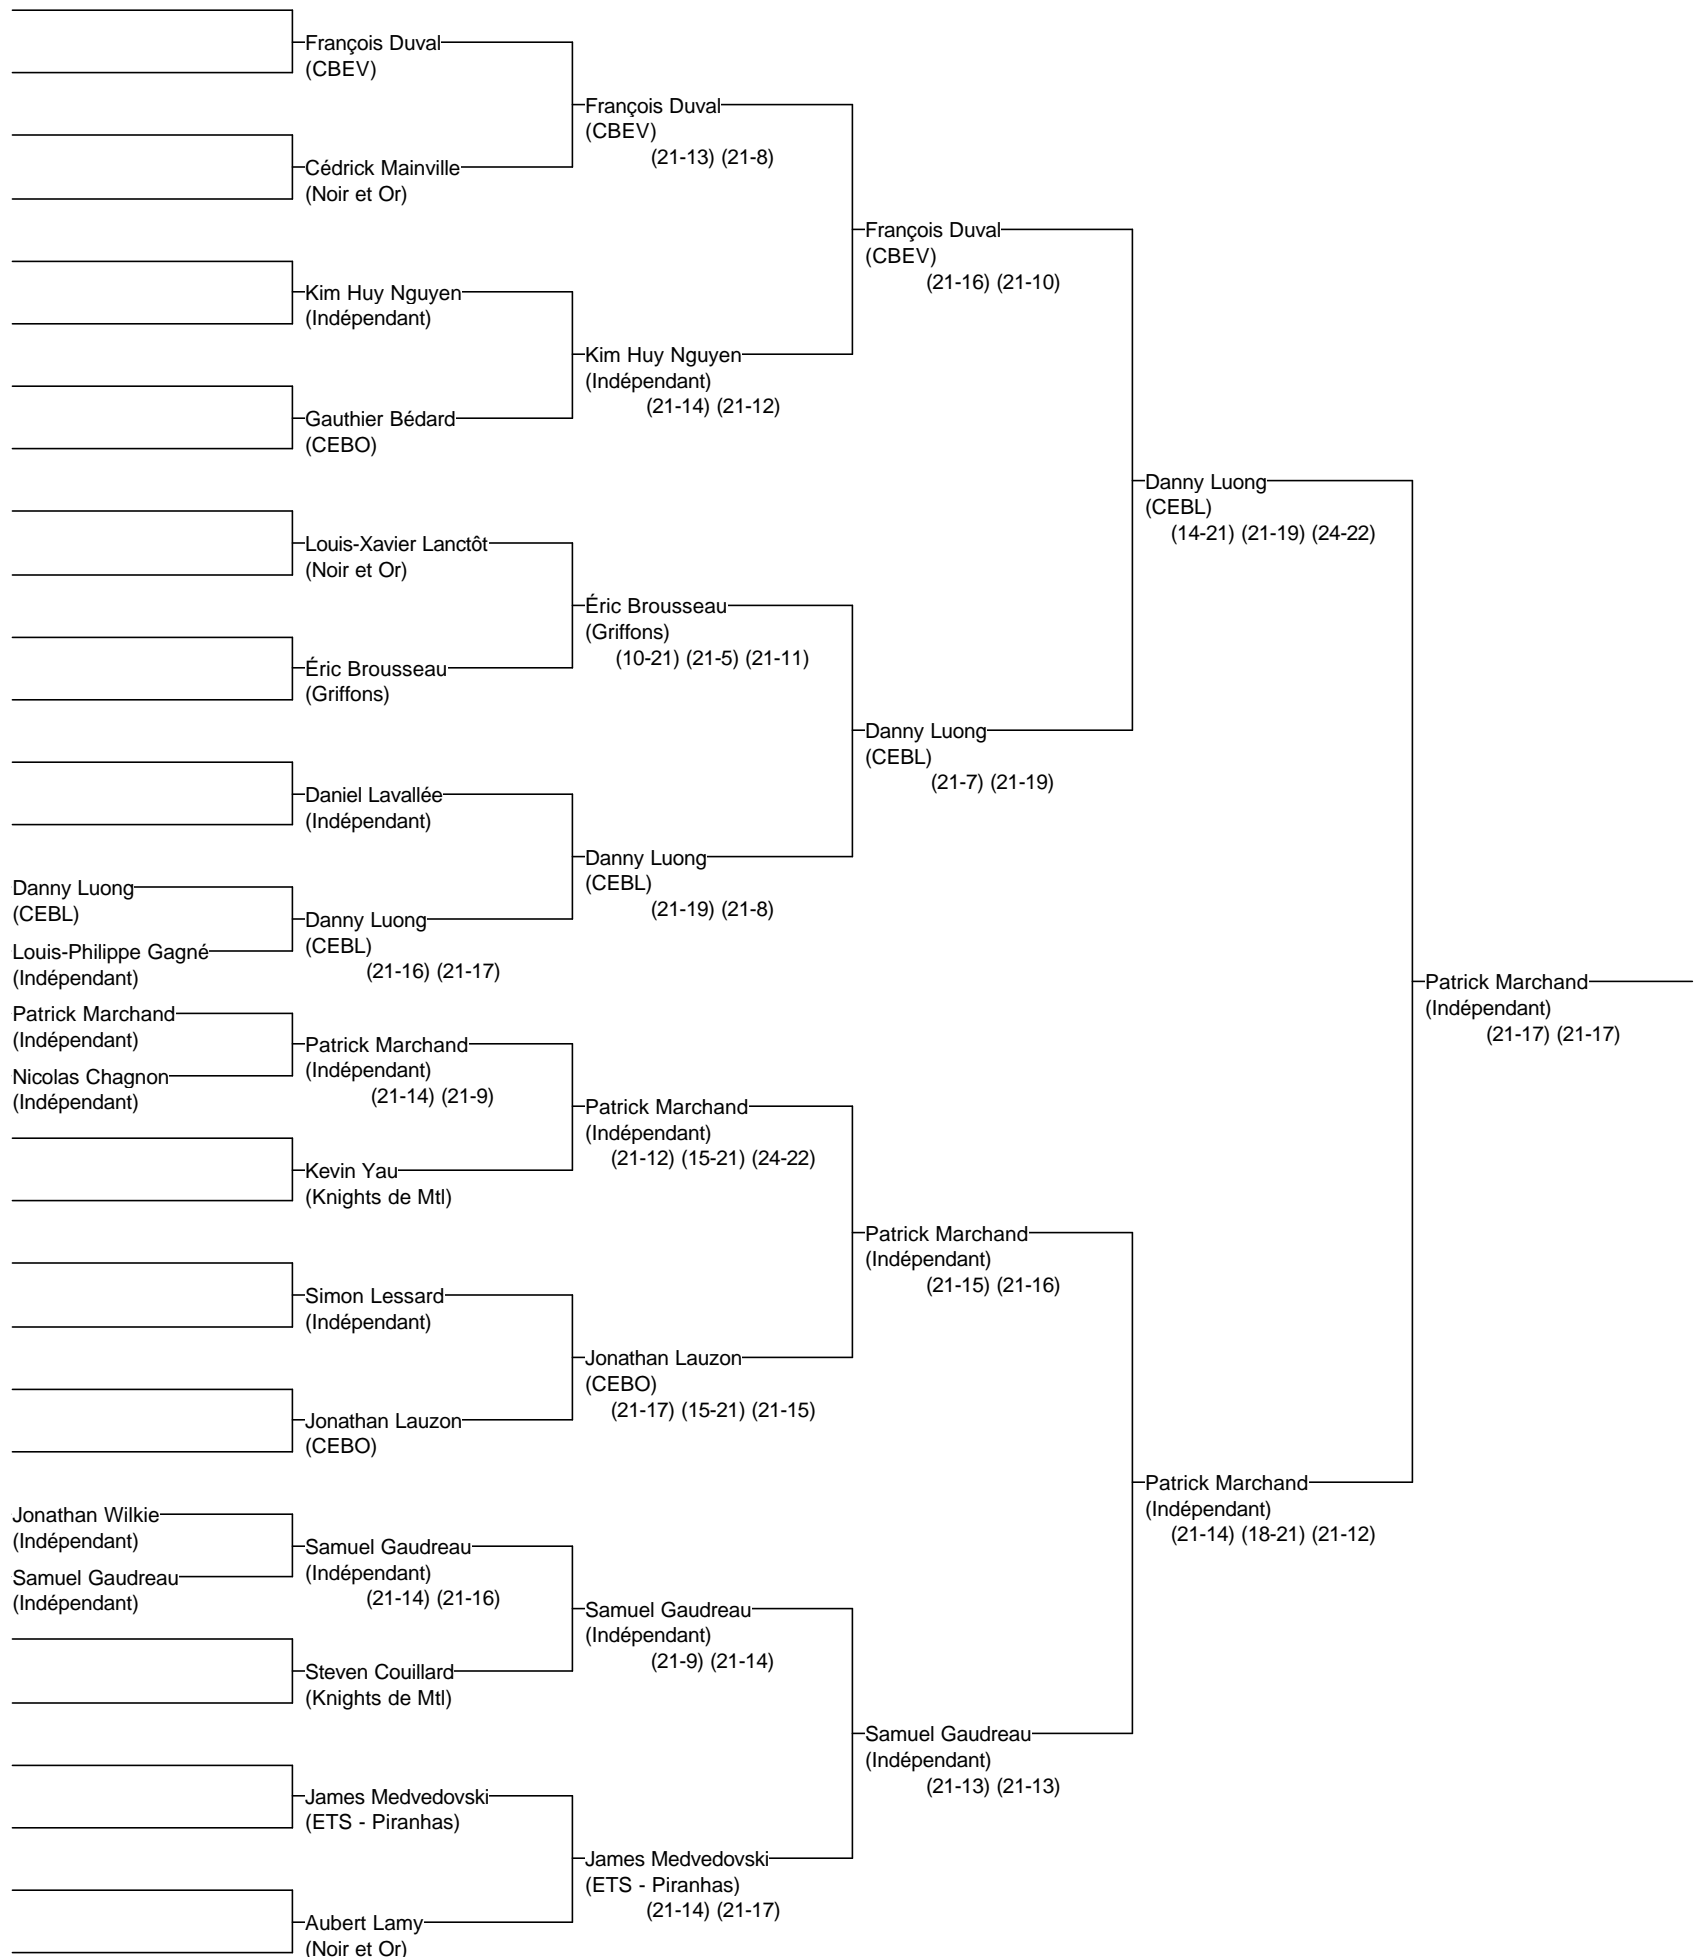 François Duval
(CBEV)
Cédrick Mainville
(Noir et Or)
Kim Huy Nguyen
(Indépendant)
Gauthier Bédard
(CEBO)
Louis-Xavier Lanctôt
(Noir et Or)
Éric Brousseau
(Griffons)
Daniel Lavallée
(Indépendant)
Danny Luong
(CEBL)
Louis-Philippe Gagné
(Indépendant)
Danny Luong
(CEBL)
(21-16) (21-17)
Patrick Marchand
(Indépendant)
Nicolas Chagnon
(Indépendant)
Patrick Marchand
(Indépendant)
(21-14) (21-9)
Kevin Yau
(Knights de Mtl)
Simon Lessard
(Indépendant)
Jonathan Lauzon
(CEBO)
Jonathan Wilkie
(Indépendant)
Samuel Gaudreau
(Indépendant)
Samuel Gaudreau
(Indépendant)
(21-14) (21-16)
Steven Couillard
(Knights de Mtl)
James Medvedovski
(ETS - Piranhas)
Aubert Lamy
(Noir et Or)
François Duval
(CBEV)
(21-13) (21-8)
Kim Huy Nguyen
(Indépendant)
(21-14) (21-12)
Éric Brousseau
(Griffons)
(10-21) (21-5) (21-11)
Danny Luong
(CEBL)
(21-19) (21-8)
Patrick Marchand
(Indépendant)
(21-12) (15-21) (24-22)
Jonathan Lauzon
(CEBO)
(21-17) (15-21) (21-15)
Samuel Gaudreau
(Indépendant)
(21-9) (21-14)
James Medvedovski
(ETS - Piranhas)
(21-14) (21-17)
François Duval
(CBEV)
(21-16) (21-10)
Danny Luong
(CEBL)
(21-7) (21-19)
Patrick Marchand
(Indépendant)
(21-15) (21-16)
Samuel Gaudreau
(Indépendant)
(21-13) (21-13)
Danny Luong
(CEBL)
(14-21) (21-19) (24-22)
Patrick Marchand
(Indépendant)
(21-14) (18-21) (21-12)
Patrick Marchand
(Indépendant)
(21-17) (21-17)